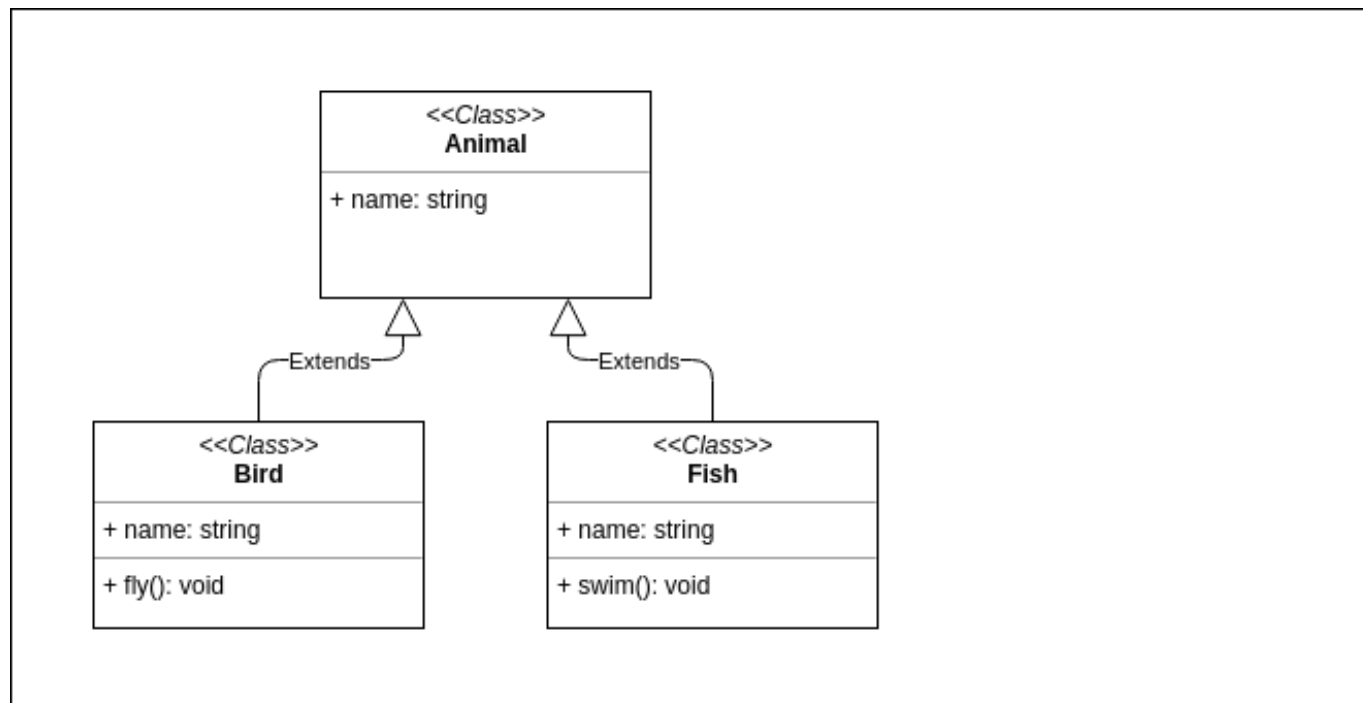 <<Class>>
Animal
+ name: string
Extends
Extends
<<Class>>
Bird
+ name: string
+ fly(): void
<<Class>>
Fish
+ name: string
+ swim(): void